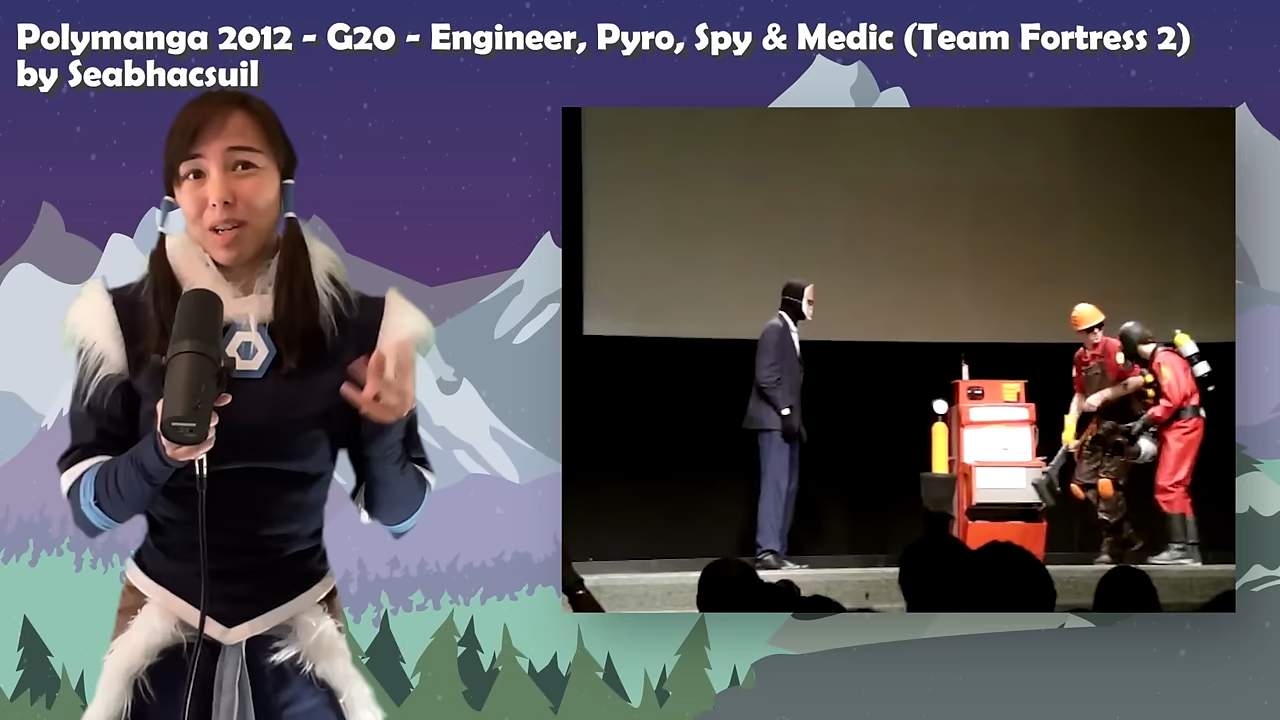 Polymanga 2012 - G20 - Engineer, Pyro, Spy & Medic (Team Fortress 2)
by Seabhacsuil